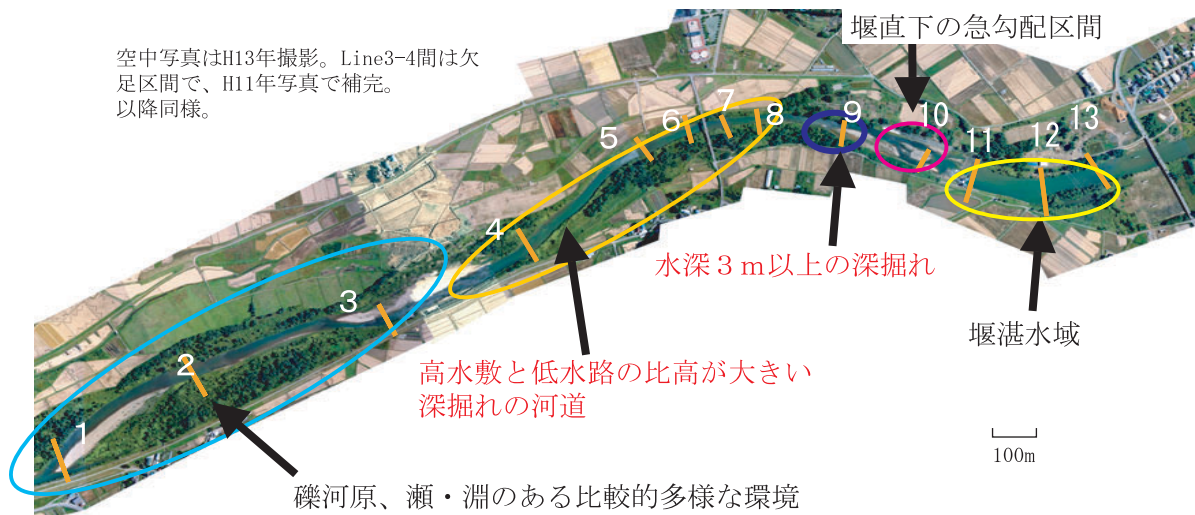 堰直下の急勾配区間
空中写真はH13年撮影。Line3-4間は欠
足区間で、H11年写真で補完。
以降同様。
1
2
3
4
5
6
7
8
9
10
11
12
13
水深3m以上の深掘れ
堰湛水域
高水敷と低水路の比高が大きい
深掘れの河道
100m
礫河原、瀬・淵のある比較的多様な環境